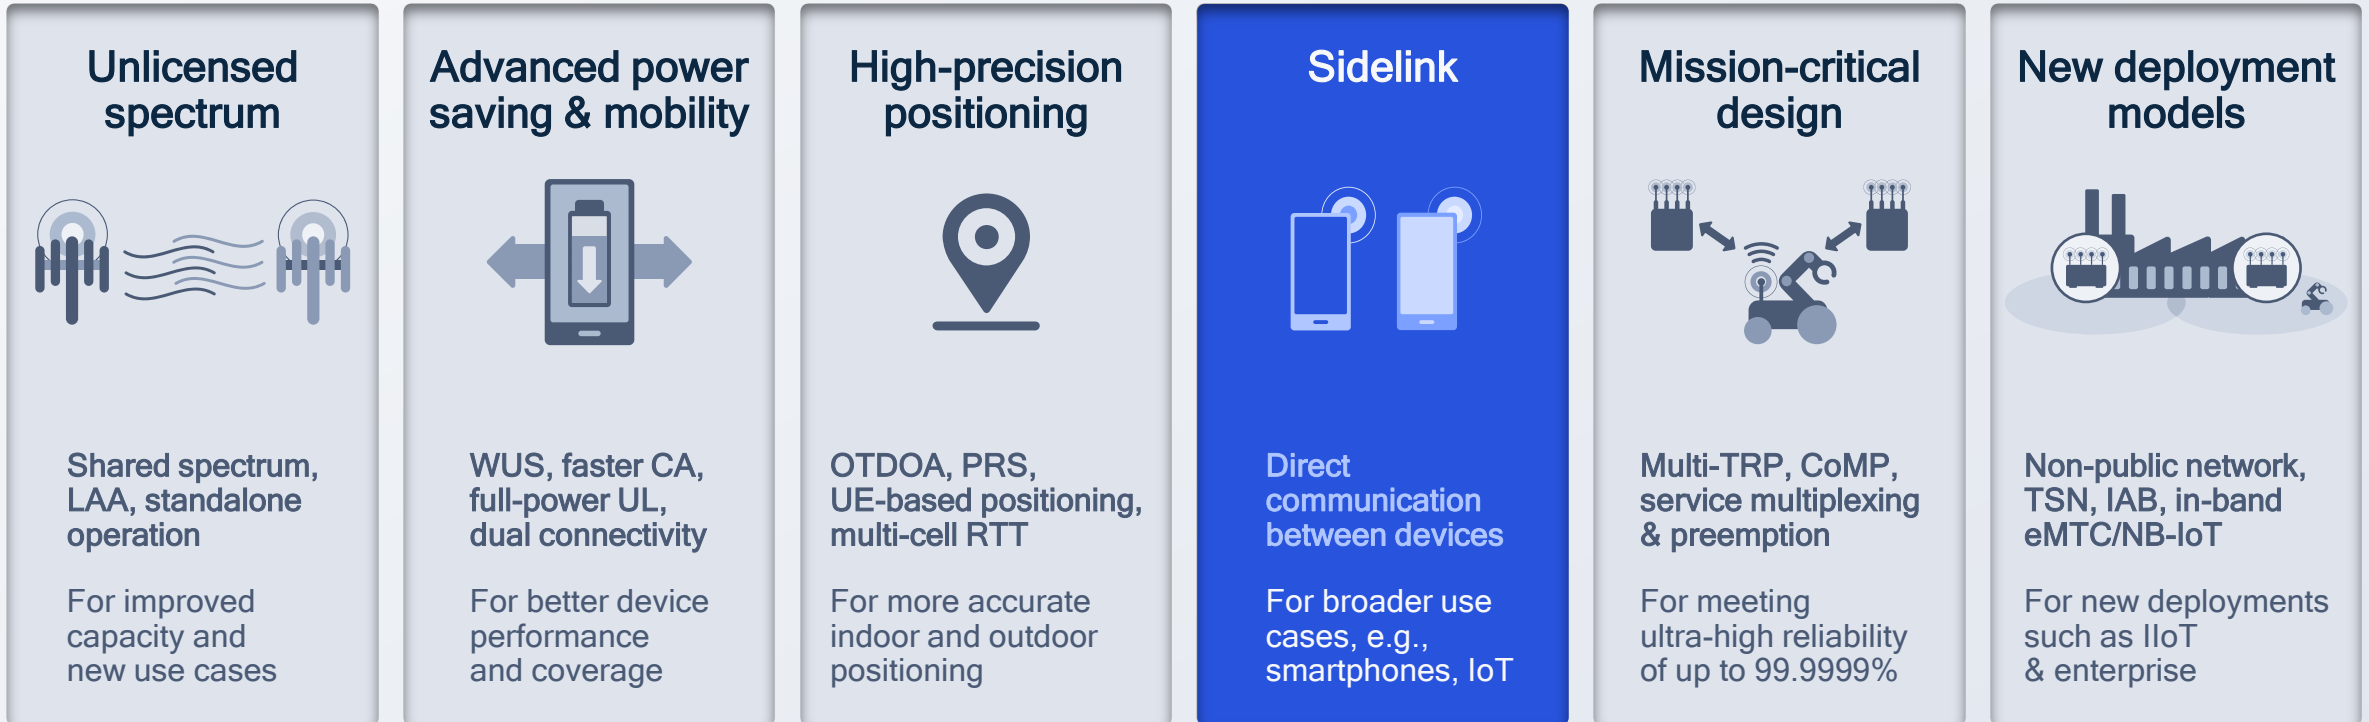 Unlicensed
spectrum
Shared spectrum,
LAA, standalone
operation
For improved
capacity and
new use cases
Advanced power
saving & mobility
WUS, faster CA,
full-power UL,
dual connectivity
For better device
performance
and coverage
High-precision
positioning
OTDOA, PRS,
UE-based positioning,
multi-cell RTT
For more accurate
indoor and outdoor
positioning
Sidelink
Direct
communication
between devices
For broader use
cases, e.g.,
smartphones, IoT
Mission-critical
design
Multi-TRP, CoMP,
service multiplexing
& preemption
For meeting
ultra-high reliability
of up to 99.9999%
New deployment
models
Non-public network,
TSN, IAB, in-band
eMTC/NB-IoT
For new deployments
such as IIoT
& enterprise